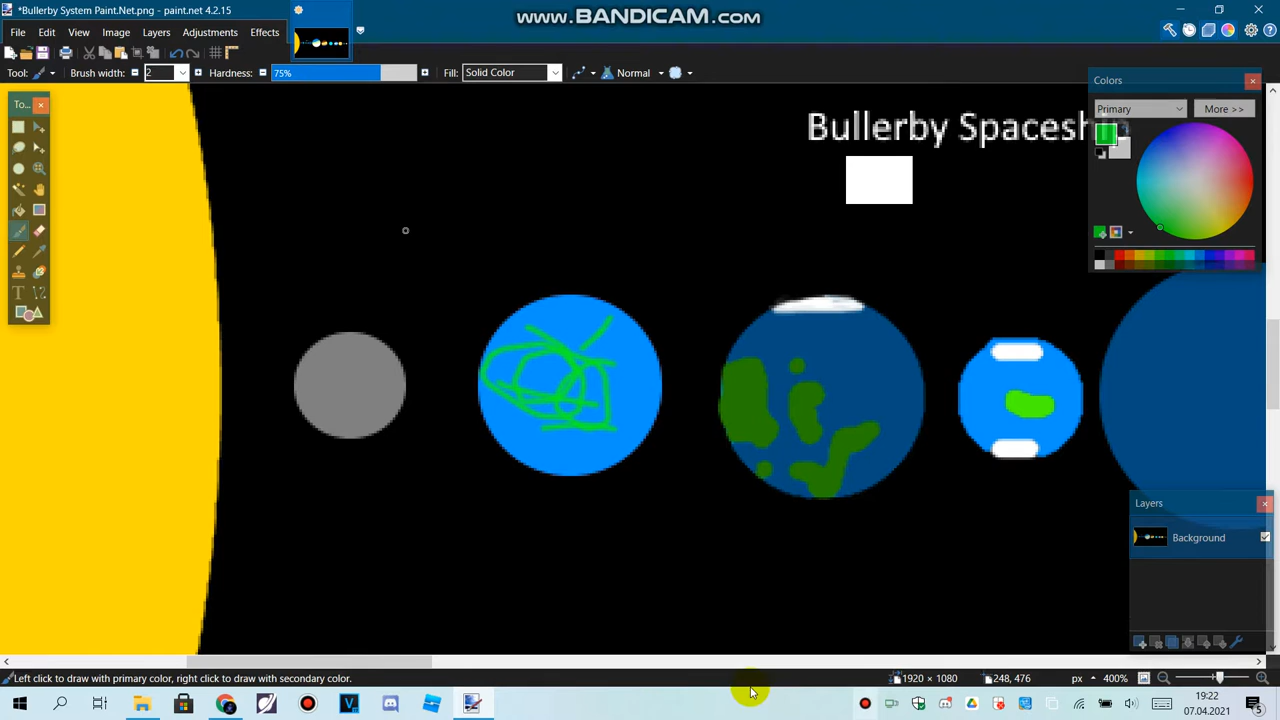 *Bullerby System Paint.Net.png - paint.net 4.2.15
WWW.BANDICAM.COM
File Edit View Image Layers Adjustments Effects
Tool: Brush width: 2 Hardness: 75% Fill: Solid Color Normal
To...
Colors
Primary More >>
Bullerby Spaceship
Layers
Background
Left click to draw with primary color, right click to draw with secondary color.
1920 × 1080 248, 476 px 400%
19:22
07.04.2021
5